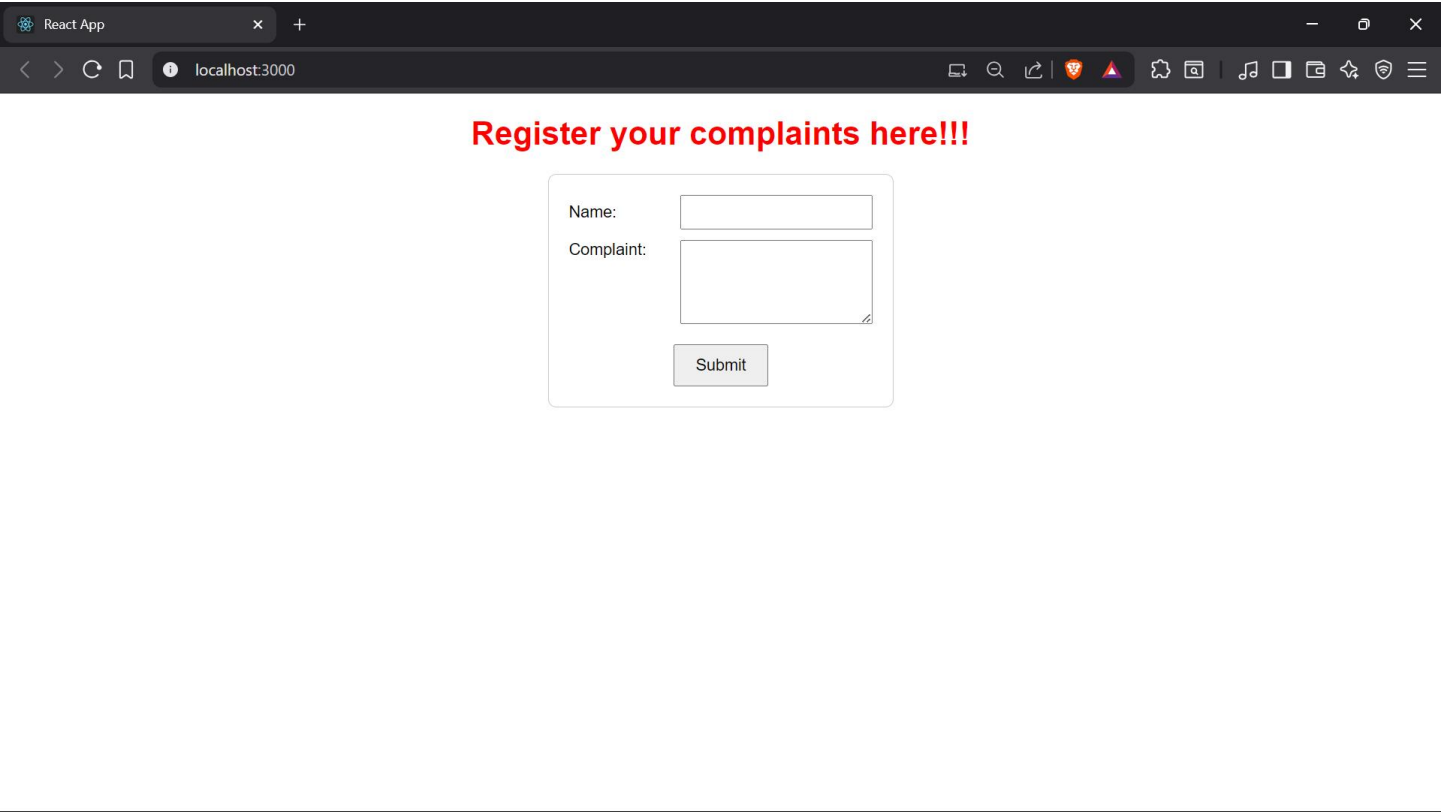 React App
localhost:3000
Register your complaints here!!!
Name:
Complaint:
Submit